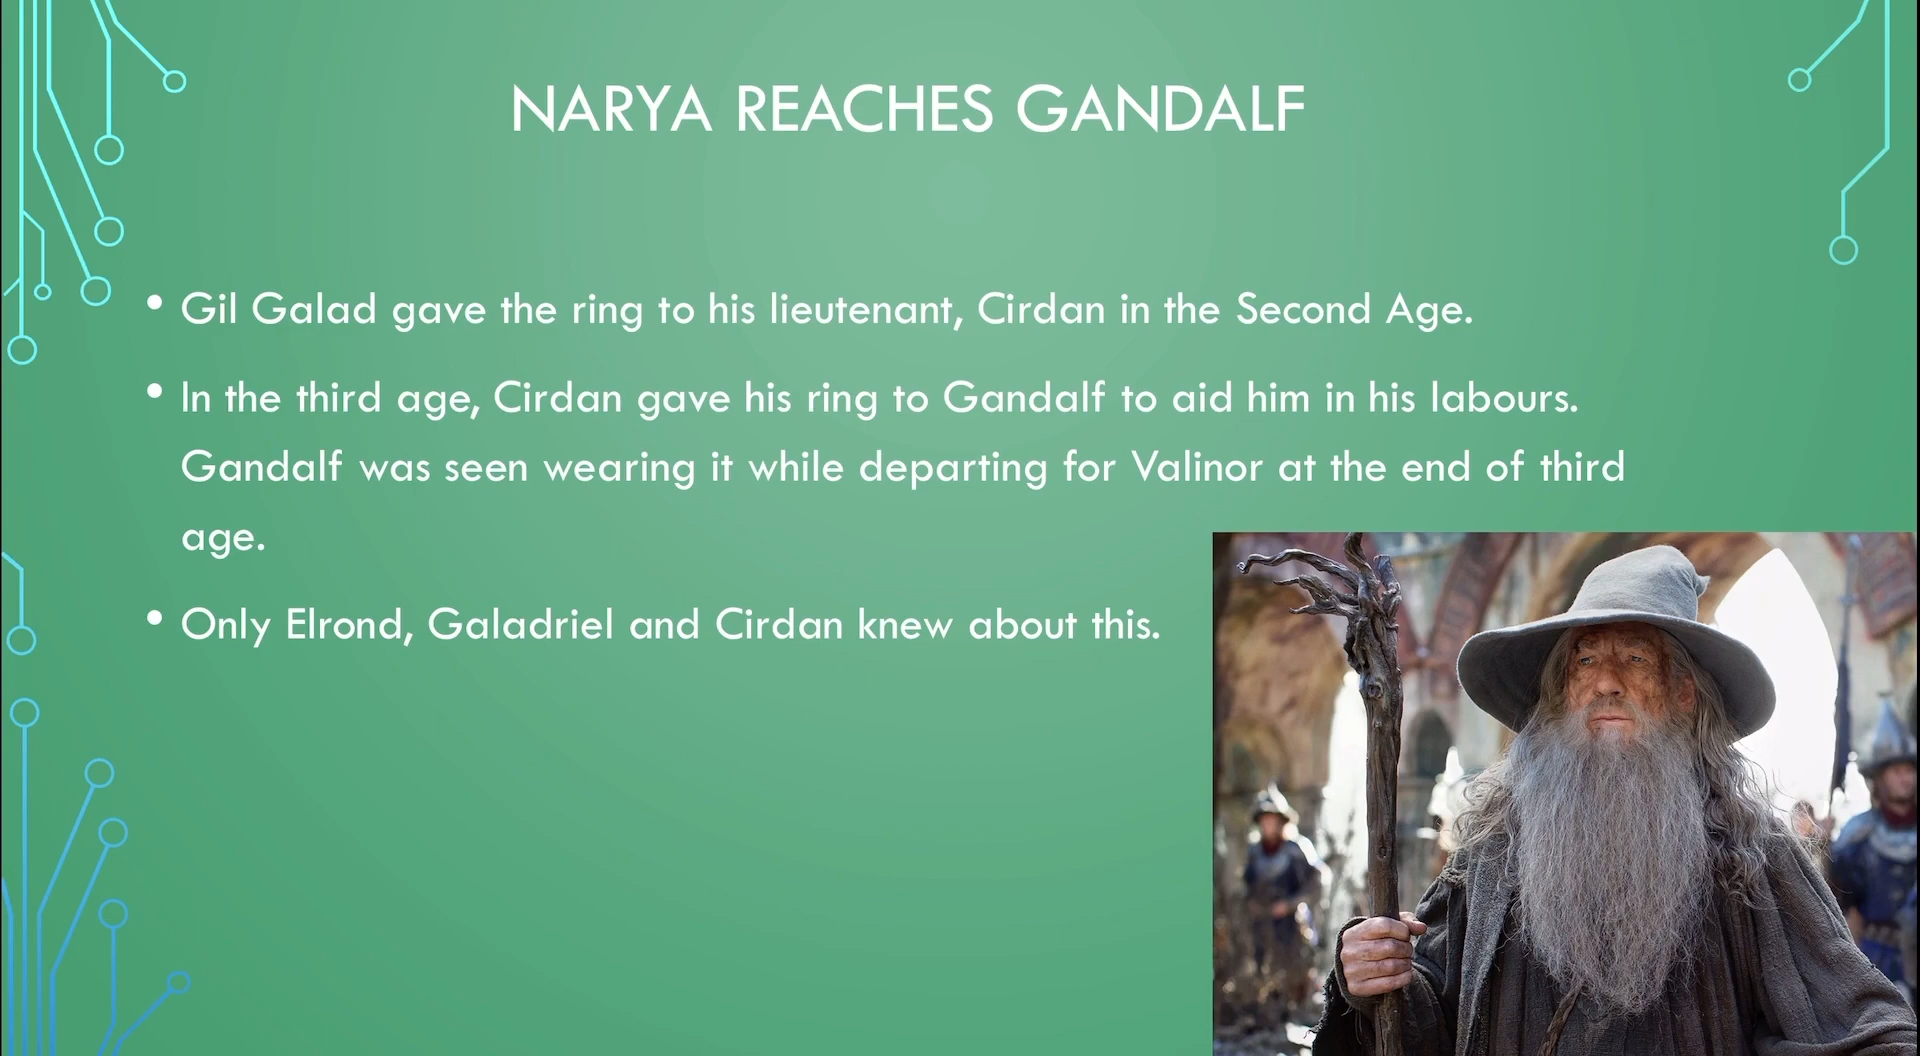 NARYA REACHES GANDALF
• Gil Galad gave the ring to his lieutenant, Cirdan in the Second Age.
• In the third age, Cirdan gave his ring to Gandalf to aid him in his labours.
Gandalf was seen wearing it while departing for Valinor at the end of third
age.
• Only Elrond, Galadriel and Cirdan knew about this.